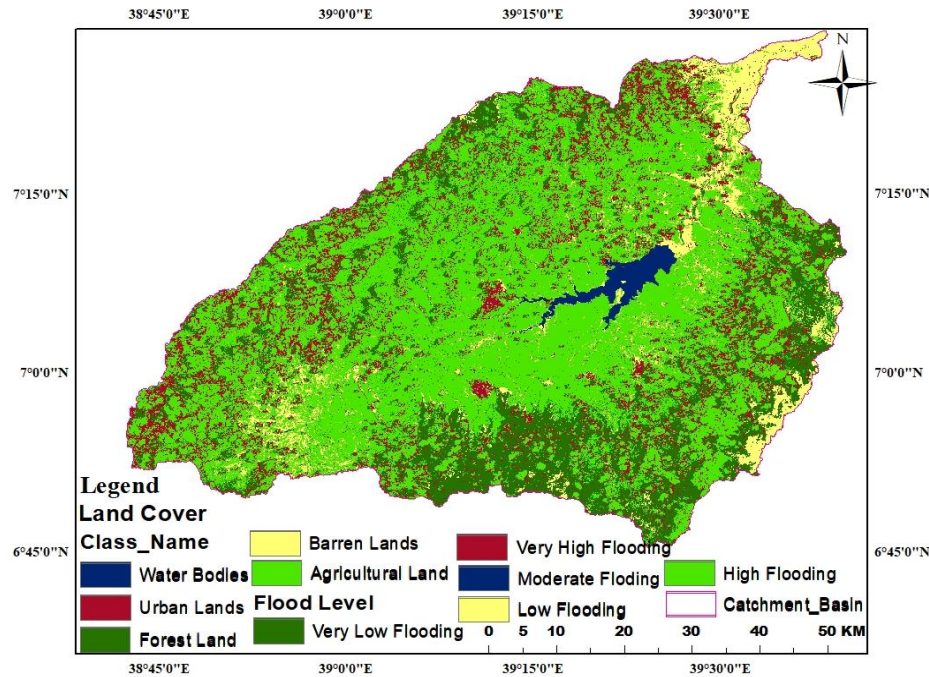 38°45'0"E 39°0'0"E 39°15'0"E 39°30'0"E
N
7°15'0"N 7°15'0"N
7°0'0"N 7°0'0"N
6°45'0"N 6°45'0"N
Legend
Land Cover
Class_Name
Water Bodies
Urban Lands
Forest Land
Barren Lands
Agricultural Land
Flood Level
Very Low Flooding
Very High Flooding
Moderate Floding
Low Flooding
High Flooding
Catchment_Basin
0 5 10 20 30 40 50 KM
38°45'0"E 39°0'0"E 39°15'0"E 39°30'0"E